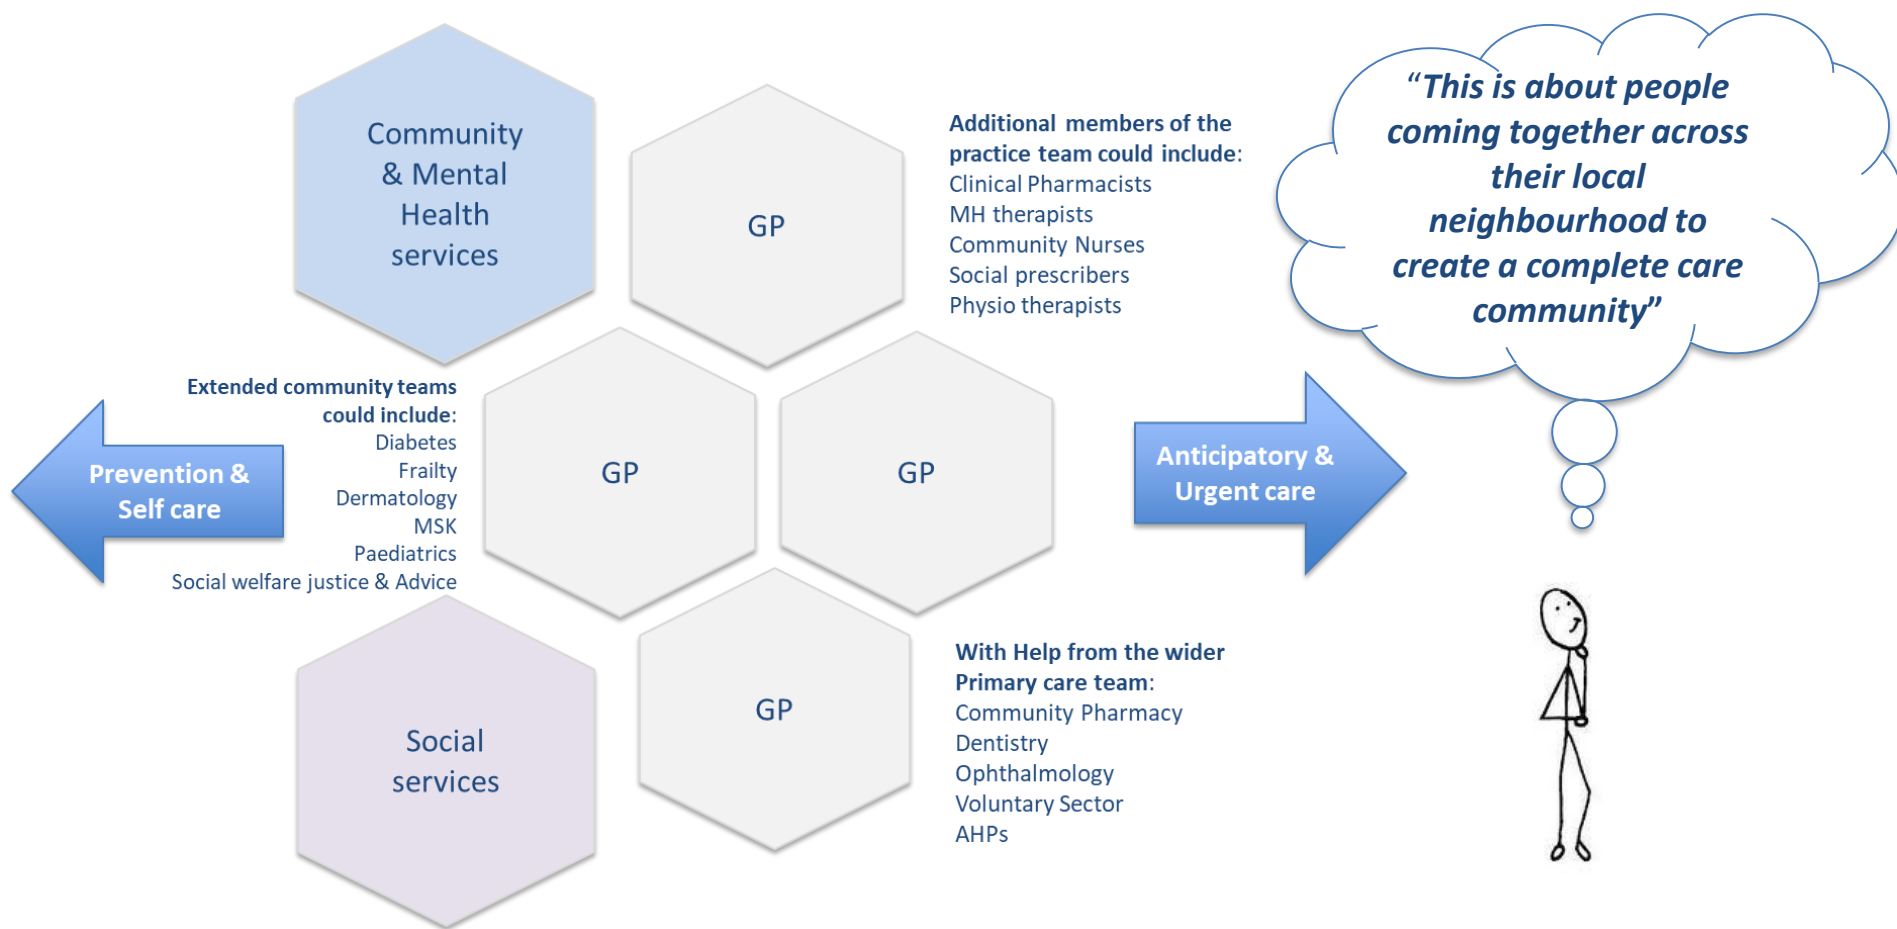 Community
& Mental
Health
services
GP
Additional members of the
practice team could include:
Clinical Pharmacists
MH therapists
Community Nurses
Social prescribers
Physio therapists
“This is about people
coming together across
their local
neighbourhood to
create a complete care
community”
Extended community teams
could include:
Diabetes
Frailty
Dermatology
MSK
Paediatrics
Social welfare justice & Advice
Prevention &
Self care
GP
GP
Anticipatory &
Urgent care
Social
services
GP
With Help from the wider
Primary care team:
Community Pharmacy
Dentistry
Ophthalmology
Voluntary Sector
AHPs